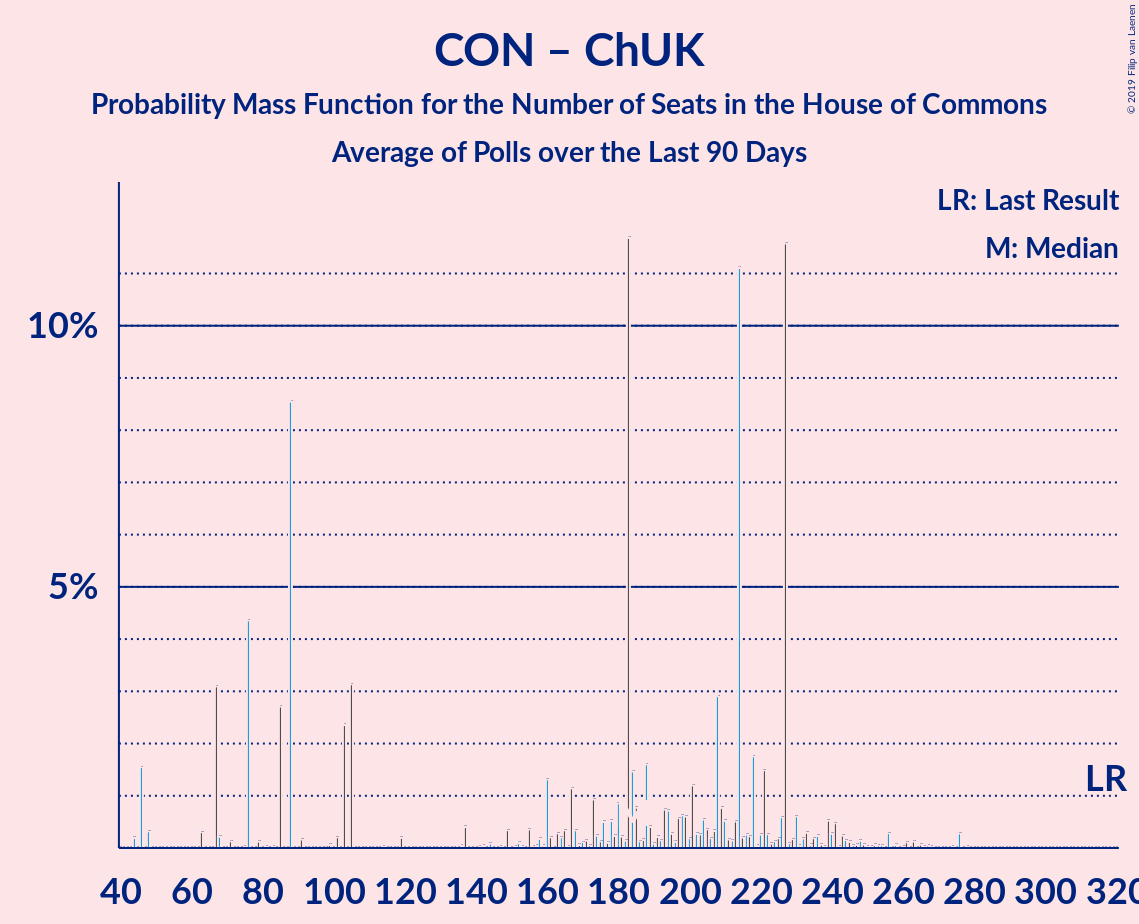 CON – ChUK
Probability Mass Function for the Number of Seats in the House of Commons
Average of Polls over the Last 90 Days
© 2019 Filip van Laenen
LR: Last Result
M: Median
10%
5%
LR
40 60 80 100 120 140 160 180 200 220 240 260 280 300 320